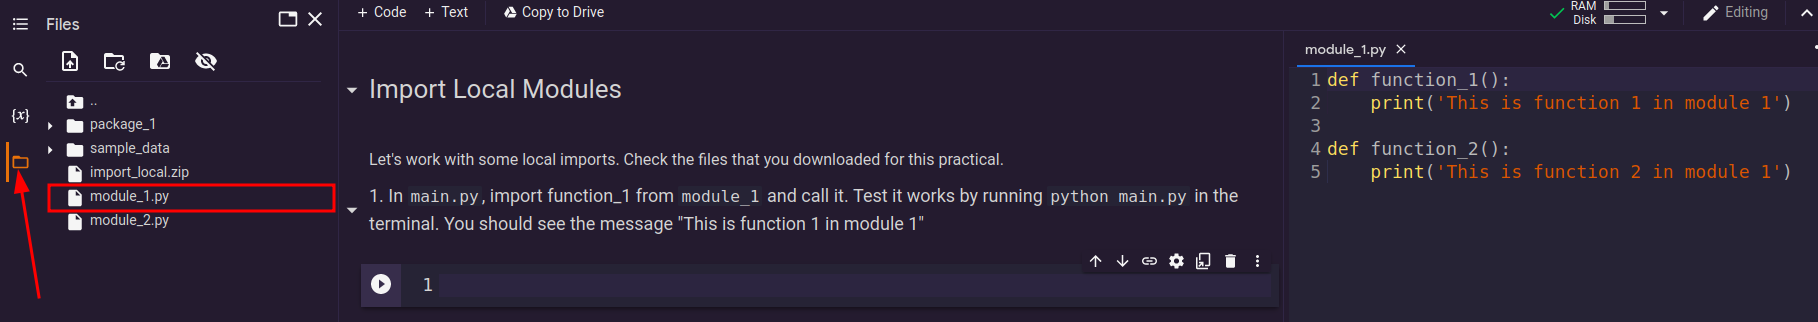 Files
{x}
..
package_1
sample_data
import_local.zip
module_1.py
module_2.py
+ Code + Text Copy to Drive
RAM
Disk
Editing
Import Local Modules
Let's work with some local imports. Check the files that you downloaded for this practical.
1. In main.py, import function_1 from module_1 and call it. Test it works by running python main.py in the
terminal. You should see the message "This is function 1 in module 1"
1
module_1.py
1 def function_1():
2     print('This is function 1 in module 1')
3
4 def function_2():
5     print('This is function 2 in module 1')